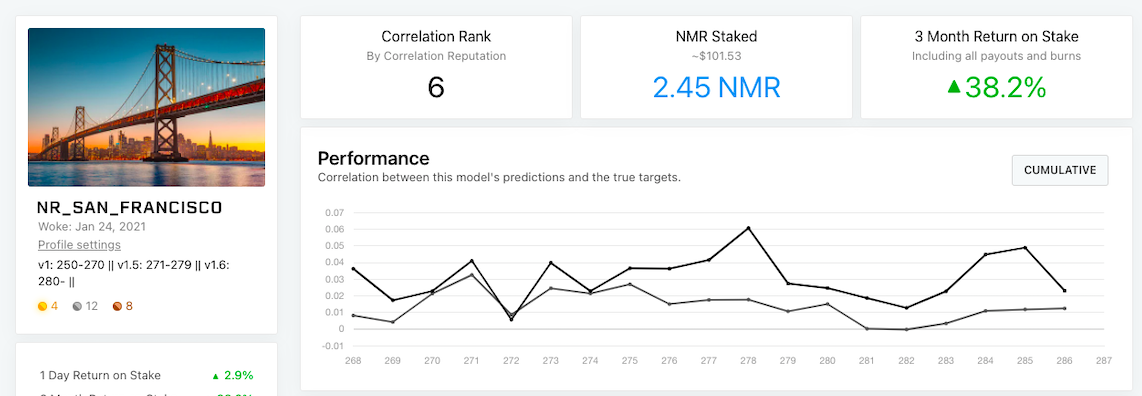 NR_SAN_FRANCISCO
Woke: Jan 24, 2021
Profile settings
v1: 250-270 || v1.5: 271-279 || v1.6:
280- ||
4 12 8
1 Day Return on Stake 2.9%
Correlation Rank
By Correlation Reputation
6
NMR Staked
~$101.53
2.45 NMR
3 Month Return on Stake
Including all payouts and burns
▲38.2%
Performance
Correlation between this model's predictions and the true targets.
CUMULATIVE
0.07
0.06
0.05
0.04
0.03
0.02
0.01
0
-0.01
268 269 270 271 272 273 274 275 276 277 278 279 280 281 282 283 284 285 286 287